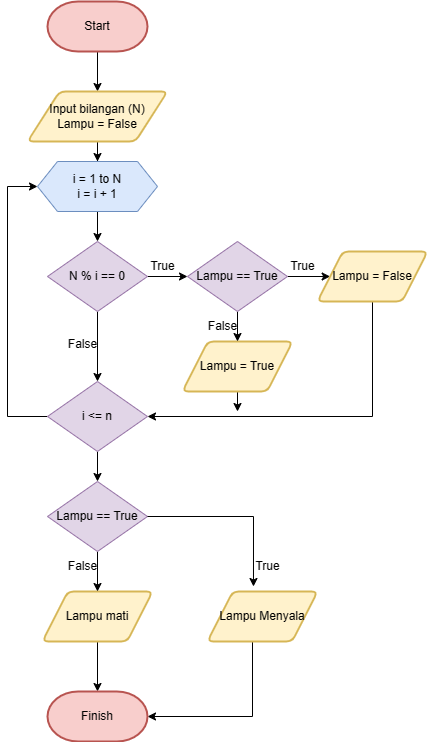 Start
Input bilangan (N)
Lampu = False
i = 1 to N
i = i + 1
N % i == 0
True
Lampu == True
True
Lampu = False
False
False
Lampu = True
i <= n
Lampu == True
False
True
Lampu mati
Lampu Menyala
Finish